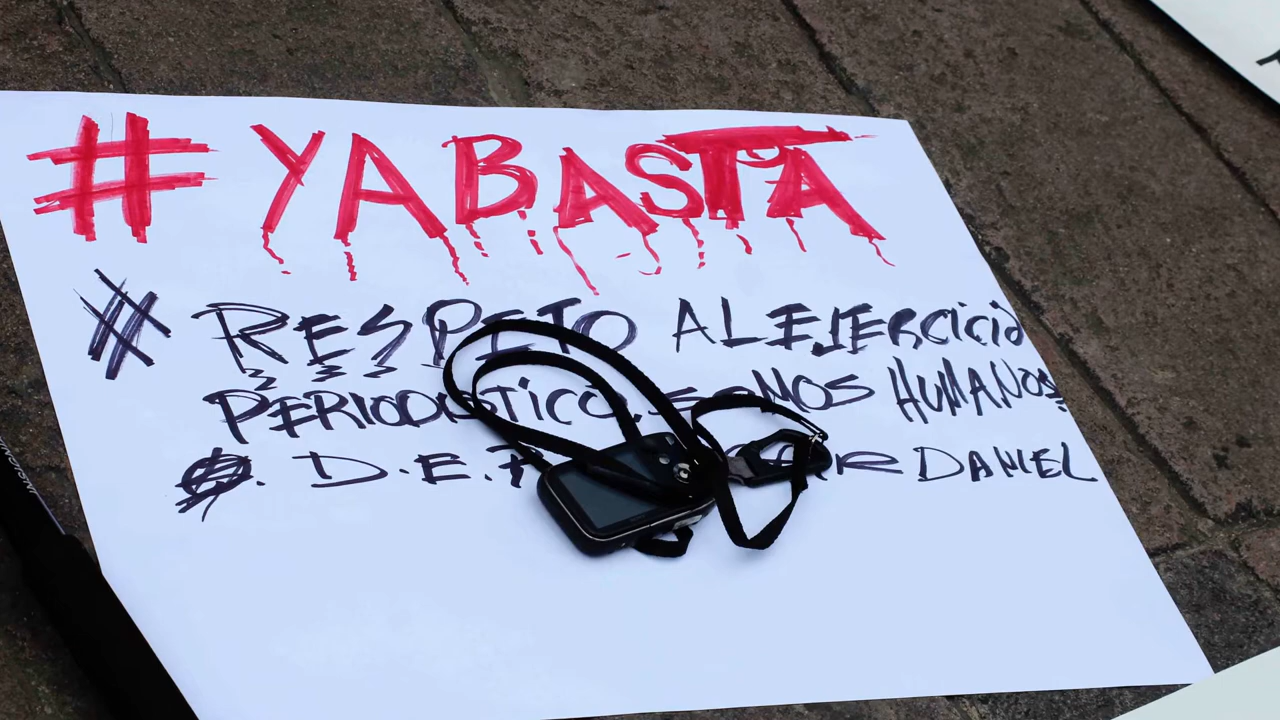 #YABASTA
# RESPETO AL EJERCICIO
PERIODISTICO. SOMOS HUMANOS.
D.E.P. DANIEL